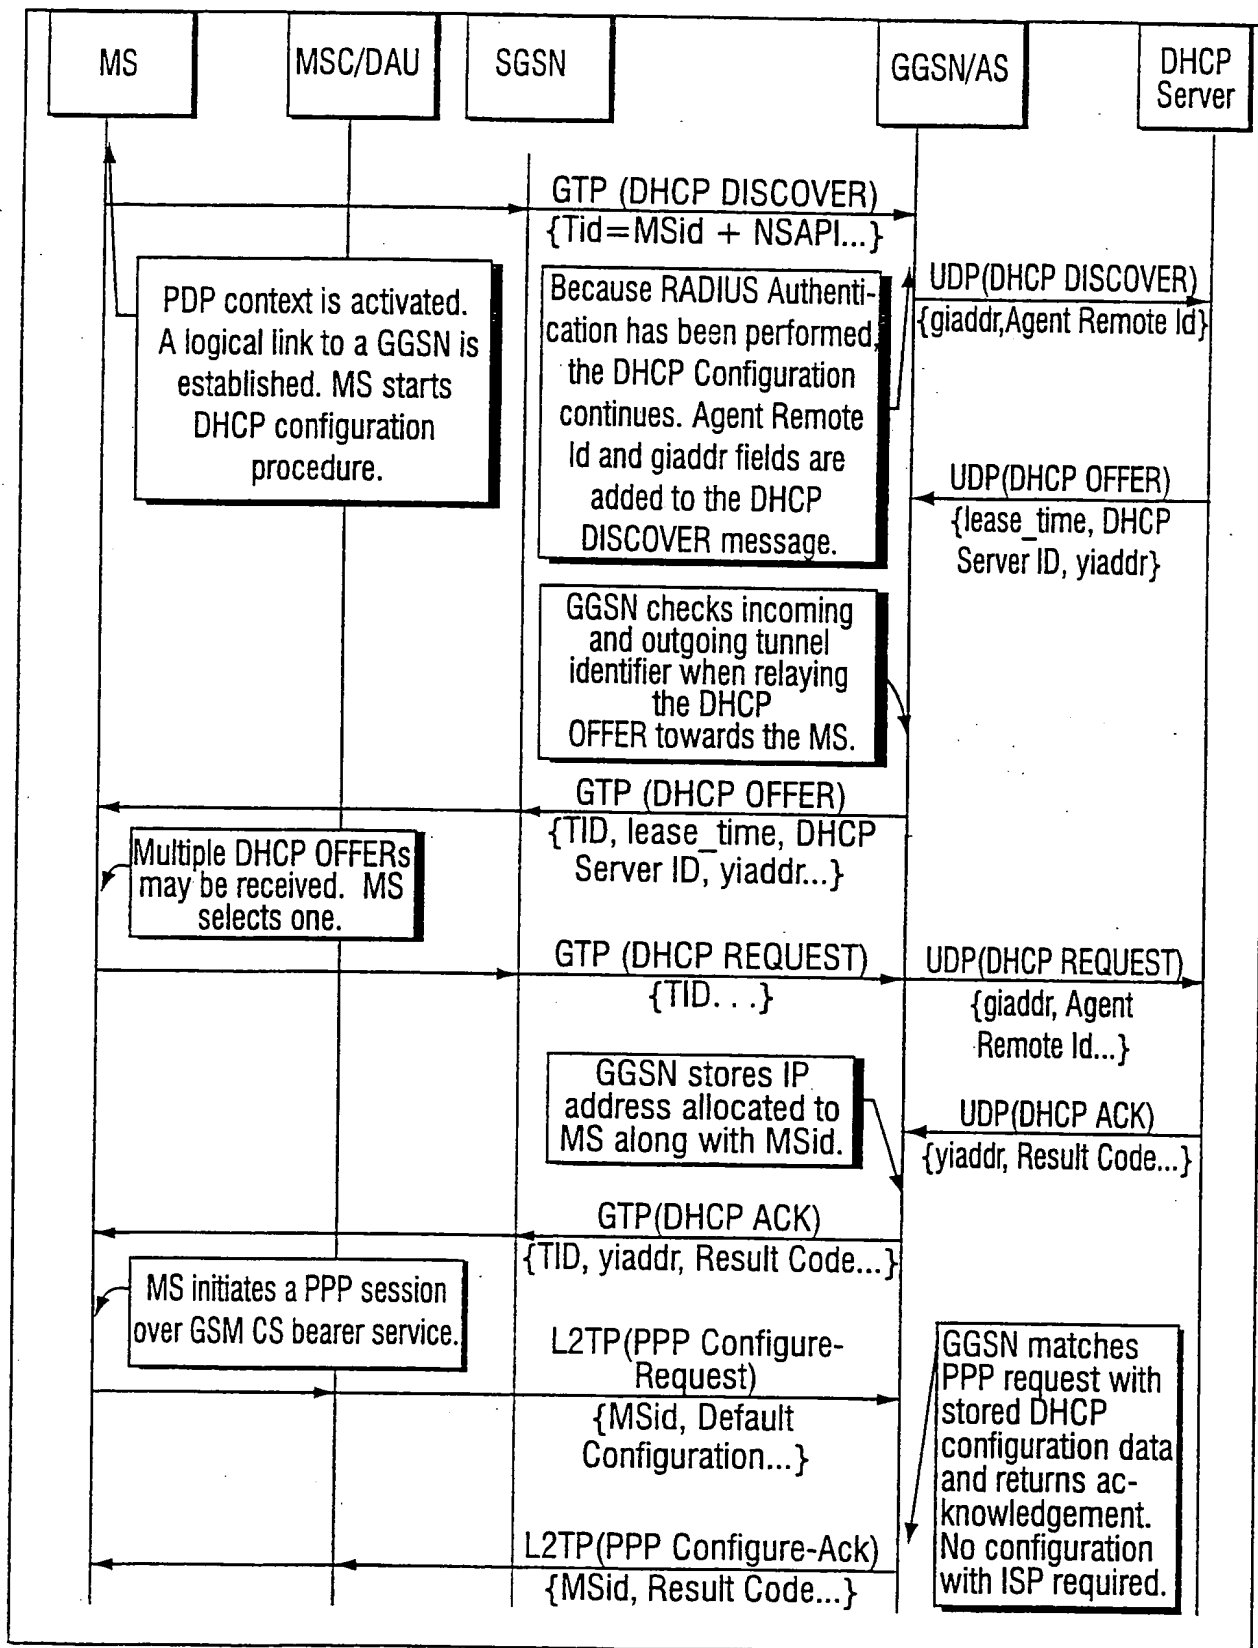 MS
MSC/DAU
SGSN
GGSN/AS
DHCP
Server
GTP (DHCP DISCOVER)
{Tid=MSid + NSAPI...}
PDP context is activated.
A logical link to a GGSN is
established. MS starts
DHCP configuration
procedure.
Because RADIUS Authenti-
cation has been performed,
the DHCP Configuration
continues. Agent Remote
Id and giaddr fields are
added to the DHCP
DISCOVER message.
UDP(DHCP DISCOVER)
{giaddr,Agent Remote Id}
UDP(DHCP OFFER)
{lease_time, DHCP
Server ID, yiaddr}
GGSN checks incoming
and outgoing tunnel
identifier when relaying
the DHCP
OFFER towards the MS.
GTP (DHCP OFFER)
{TID, lease_time, DHCP
Server ID, yiaddr...}
Multiple DHCP OFFERs
may be received. MS
selects one.
GTP (DHCP REQUEST)
{TID. . .}
UDP(DHCP REQUEST)
{giaddr, Agent
Remote Id...}
GGSN stores IP
address allocated to
MS along with MSid.
UDP(DHCP ACK)
{yiaddr, Result Code...}
GTP(DHCP ACK)
{TID, yiaddr, Result Code...}
MS initiates a PPP session
over GSM CS bearer service.
L2TP(PPP Configure-
Request)
{MSid, Default
Configuration...}
GGSN matches
PPP request with
stored DHCP
configuration data
and returns ac-
knowledgement.
No configuration
with ISP required.
L2TP(PPP Configure-Ack)
{MSid, Result Code...}